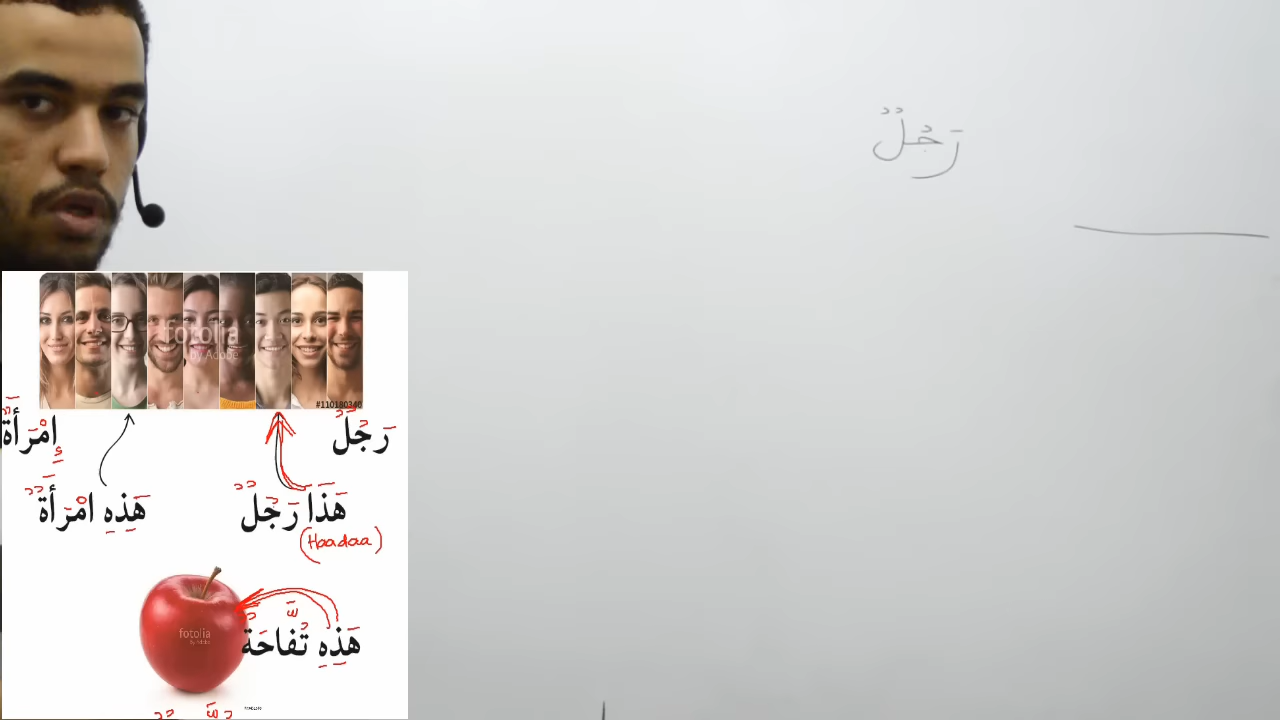 رَجُلٌ
fotolia
by Adobe
#110180340
رَجُلٌ
إِمْرَأَةٌ
هَذَا رَجُلٌ
هَذِهِ امْرَأَةٌ
(Haadaa)
هَذِهِ تُفَّاحَةٌ
fotolia
by Adobe